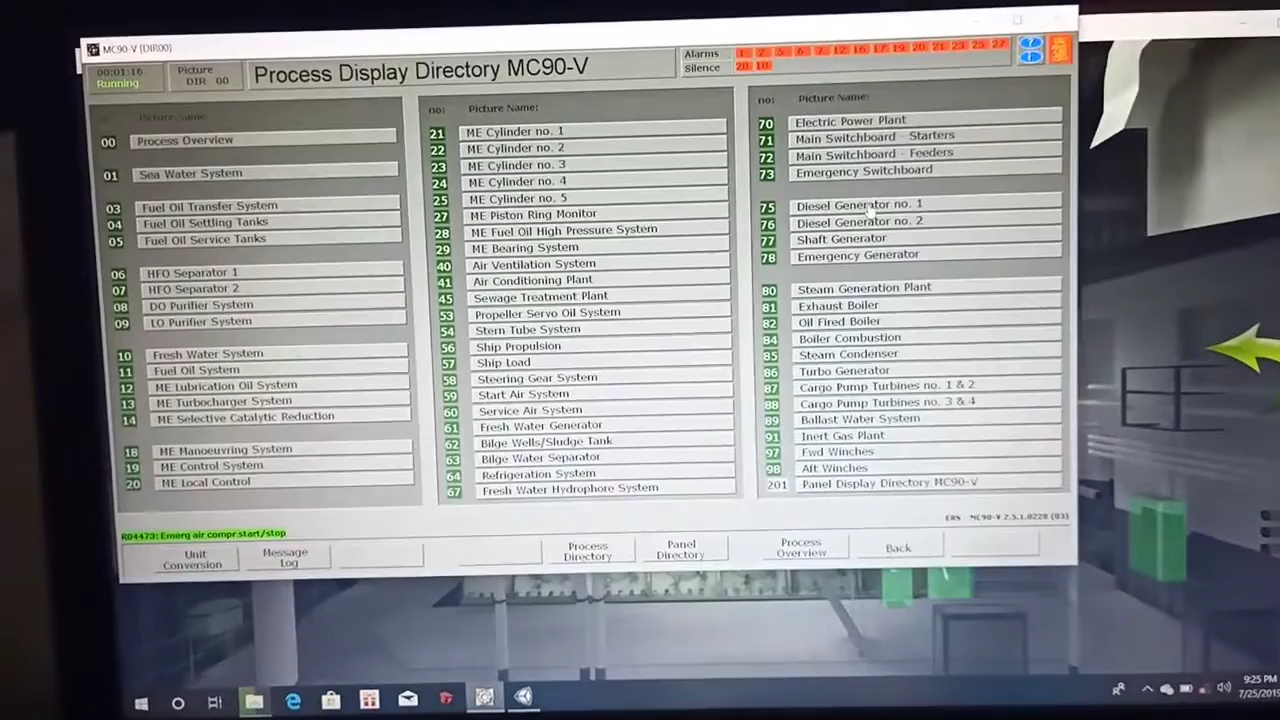 MC90-V [DIR00]
00:01:16
Running
Picture
DIR 00
Process Display Directory MC90-V
Alarms
Silence
1 2 5 6 7 12 16 17 19 20 21 23 25 27
28
no:
Picture Name:
00 Process Overview
01 Sea Water System
03 Fuel Oil Transfer System
04 Fuel Oil Settling Tanks
05 Fuel Oil Service Tanks
06 HFO Separator 1
07 HFO Separator 2
08 DO Purifier System
09 LO Purifier System
10 Fresh Water System
11 Fuel Oil System
12 ME Lubrication Oil System
13 ME Turbocharger System
14 ME Selective Catalytic Reduction
18 ME Manoeuvring System
19 ME Control System
20 ME Local Control
no:
Picture Name:
21 ME Cylinder no. 1
22 ME Cylinder no. 2
23 ME Cylinder no. 3
24 ME Cylinder no. 4
25 ME Cylinder no. 5
27 ME Piston Ring Monitor
28 ME Fuel Oil High Pressure System
29 ME Bearing System
40 Air Ventilation System
41 Air Conditioning Plant
45 Sewage Treatment Plant
53 Propeller Servo Oil System
54 Stern Tube System
56 Ship Propulsion
57 Ship Load
58 Steering Gear System
59 Start Air System
60 Service Air System
61 Fresh Water Generator
62 Bilge Wells/Sludge Tank
63 Bilge Water Separator
64 Refrigeration System
67 Fresh Water Hydrophore System
no:
Picture Name:
70 Electric Power Plant
71 Main Switchboard - Starters
72 Main Switchboard - Feeders
73 Emergency Switchboard
75 Diesel Generator no. 1
76 Diesel Generator no. 2
77 Shaft Generator
78 Emergency Generator
80 Steam Generation Plant
81 Exhaust Boiler
82 Oil Fired Boiler
84 Boiler Combustion
85 Steam Condenser
86 Turbo Generator
87 Cargo Pump Turbines no. 1 & 2
88 Cargo Pump Turbines no. 3 & 4
89 Ballast Water System
91 Inert Gas Plant
97 Fwd Winches
98 Aft Winches
201 Panel Display Directory MC90-V
ERS MC90-V 2.5.1.0228 (03)
R04473: Emerg air compr start/stop
Unit
Conversion
Message
Log
Process
Directory
Panel
Directory
Process
Overview
Back
9:25 PM